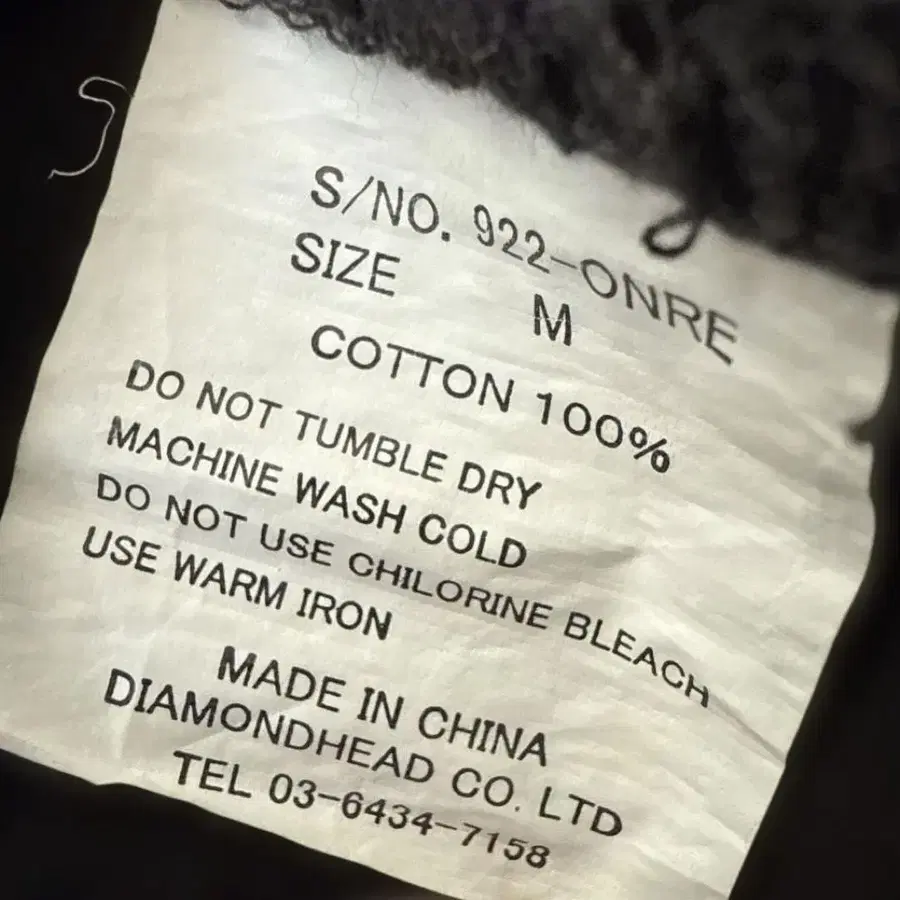 S/NO. 922-ONRE
SIZE M
COTTON 100%
DO NOT TUMBLE DRY
MACHINE WASH COLD
DO NOT USE CHILORINE BLEACH
USE WARM IRON
MADE IN CHINA
DIAMONDHEAD CO. LTD
TEL 03-6434-7158